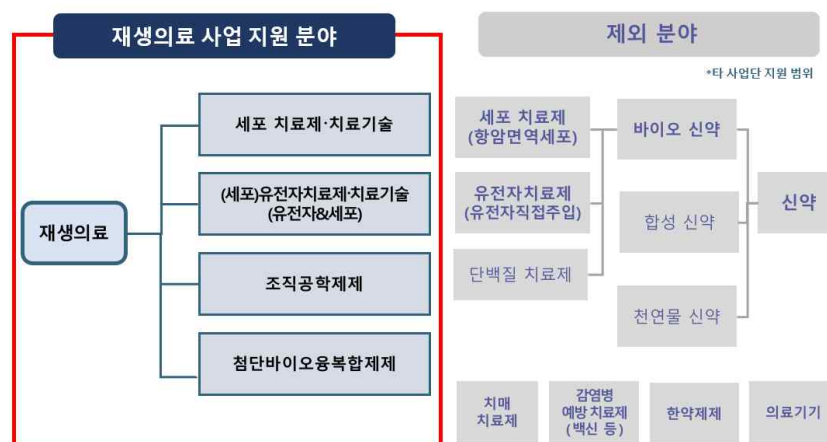 재생의료 사업 지원 분야
재생의료
세포 치료제·치료기술
(세포)유전자치료제·치료기술
(유전자&세포)
조직공학제제
첨단바이오융복합제제
제외 분야
*타 사업단 지원 범위
세포 치료제
(항암면역세포)
유전자치료제
(유전자직접주입)
단백질 치료제
바이오 신약
합성 신약
천연물 신약
신약
치매
치료제
감염병
예방 치료제
(백신 등)
한약제제
의료기기